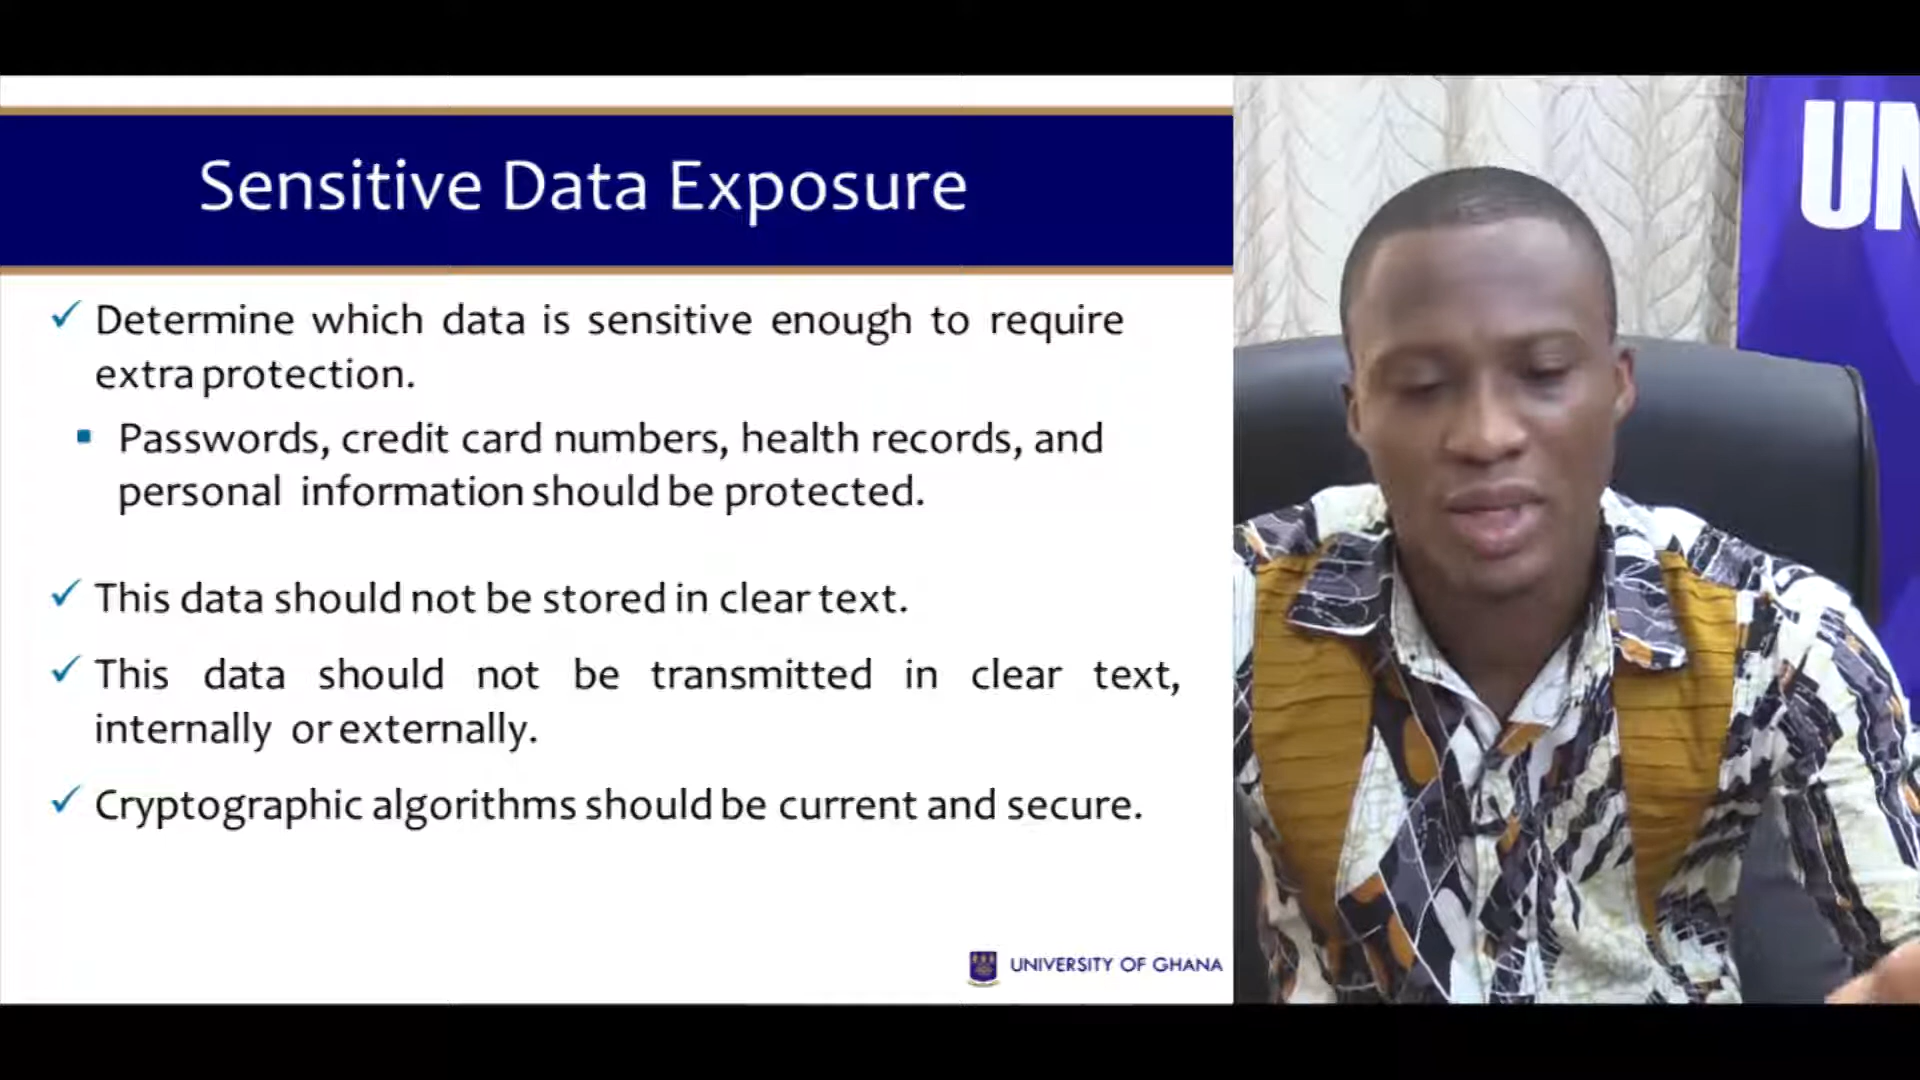 Sensitive Data Exposure
Determine which data is sensitive enough to require
extra protection.
Passwords, credit card numbers, health records, and
personal information should be protected.
This data should not be stored in clear text.
This data should not be transmitted in clear text,
internally or externally.
Cryptographic algorithms should be current and secure.
UNIVERSITY OF GHANA
UN